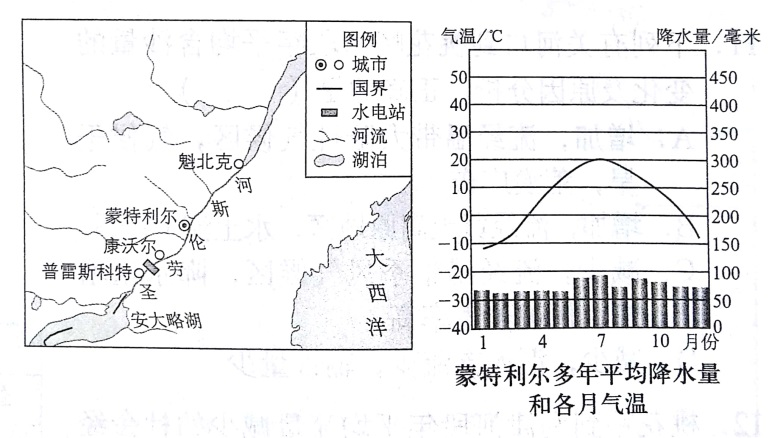 图例
城市
国界
水电站
河流
湖泊
魁北克
河
斯
蒙特利尔
伦
康沃尔
劳
普雷斯科特
圣
安大略湖
大
西
洋
气温/℃ 降水量/毫米
50 450
40 400
30 350
20 300
10 250
0 200
-10 150
-20 100
-30 50
-40 0
1 4 7 10 月份
蒙特利尔多年平均降水量
和各月气温